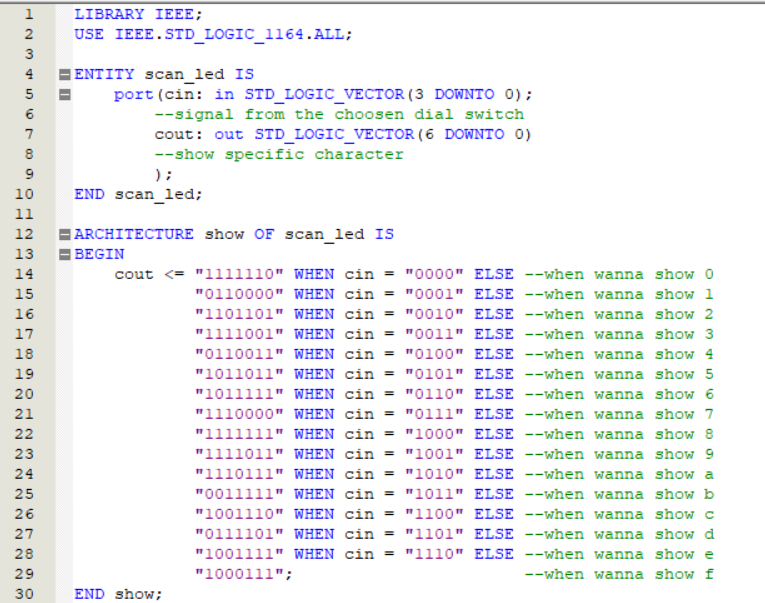 1 LIBRARY IEEE;
2 USE IEEE.STD_LOGIC_1164.ALL;
3
4 ENTITY scan_led IS
5 port(cin: in STD_LOGIC_VECTOR(3 DOWNTO 0);
6 --signal from the choosen dial switch
7 cout: out STD_LOGIC_VECTOR(6 DOWNTO 0)
8 --show specific character
9 );
10 END scan_led;
11
12 ARCHITECTURE show OF scan_led IS
13 BEGIN
14 cout <= "1111110" WHEN cin = "0000" ELSE --when wanna show 0
15 "0110000" WHEN cin = "0001" ELSE --when wanna show 1
16 "1101101" WHEN cin = "0010" ELSE --when wanna show 2
17 "1111001" WHEN cin = "0011" ELSE --when wanna show 3
18 "0110011" WHEN cin = "0100" ELSE --when wanna show 4
19 "1011011" WHEN cin = "0101" ELSE --when wanna show 5
20 "1011111" WHEN cin = "0110" ELSE --when wanna show 6
21 "1110000" WHEN cin = "0111" ELSE --when wanna show 7
22 "1111111" WHEN cin = "1000" ELSE --when wanna show 8
23 "1111011" WHEN cin = "1001" ELSE --when wanna show 9
24 "1110111" WHEN cin = "1010" ELSE --when wanna show a
25 "0011111" WHEN cin = "1011" ELSE --when wanna show b
26 "1001110" WHEN cin = "1100" ELSE --when wanna show c
27 "0111101" WHEN cin = "1101" ELSE --when wanna show d
28 "1001111" WHEN cin = "1110" ELSE --when wanna show e
29 "1000111"; --when wanna show f
30 END show;